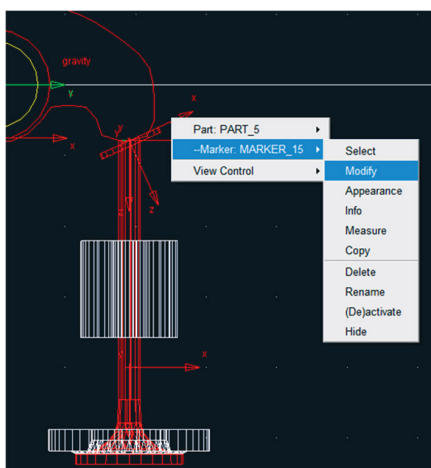 gravity
y
x
x
y
y
Part: PART_5
--Marker: MARKER_15
View Control
Select
Modify
Appearance
Info
Measure
Copy
Delete
Rename
(De)activate
Hide
z
z
x